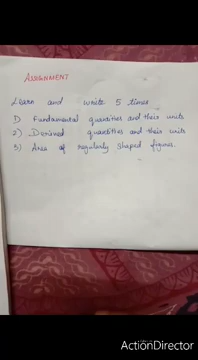 ASSIGNMENT
Learn and write 5 times
1) Fundamental quantities and their units
2) Derived quantities and their units
3) Area of regularly shaped figures.
ActionDirector